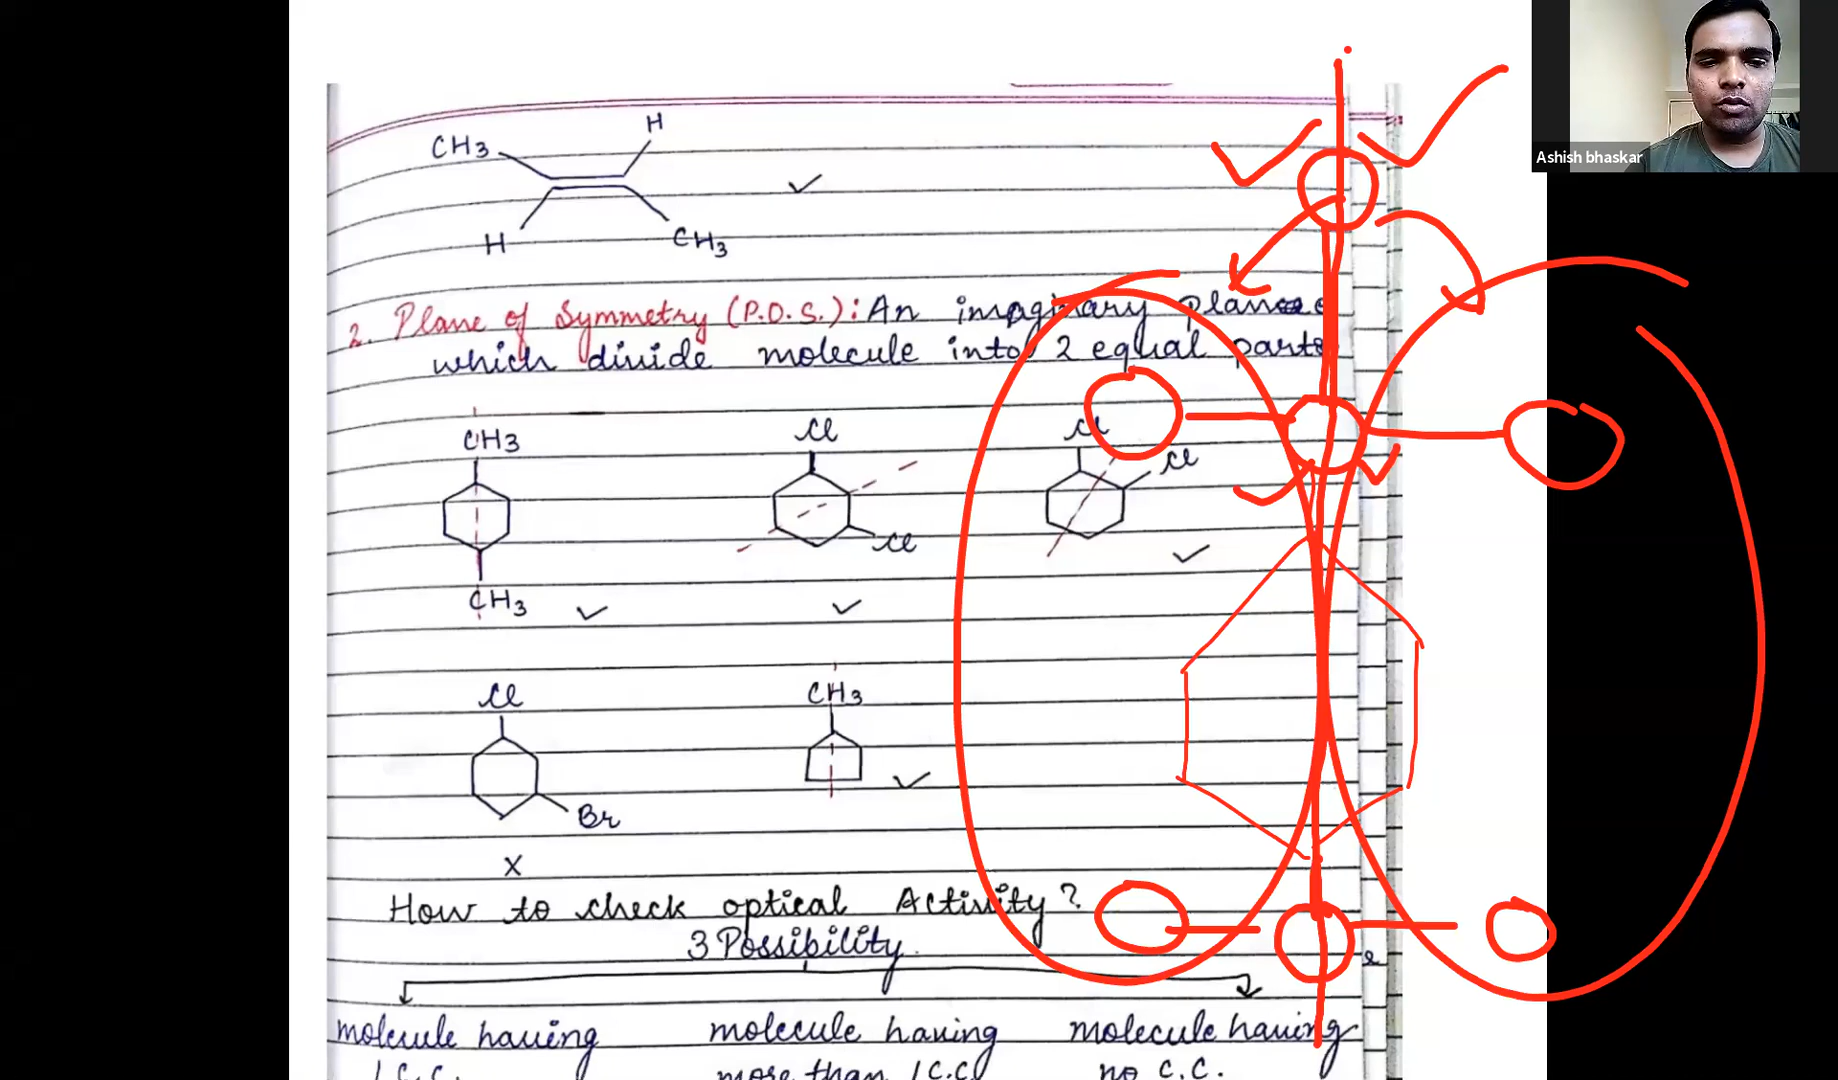 Ashish bhaskar
CH3 H
H CH3
2. Plane of Symmetry (P.O.S.): An imaginary plane
which divide molecule into 2 equal parts
CH3 Cl Cl
Cl
Cl
CH3
Cl CH3
Br
X
How to check optical Activity?
3 Possibility.
molecule having molecule having molecule having
1 C.C. more than 1 C.C no C.C.